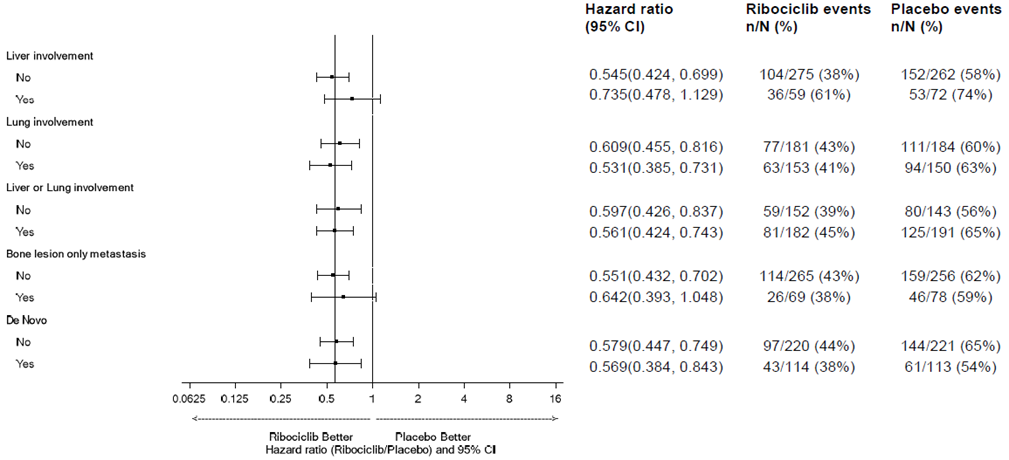 Hazard ratio Ribociclib events Placebo events
(95% CI) n/N (%) n/N (%)
Liver involvement
No 0.545(0.424, 0.699) 104/275 (38%) 152/262 (58%)
Yes 0.735(0.478, 1.129) 36/59 (61%) 53/72 (74%)
Lung involvement
No 0.609(0.455, 0.816) 77/181 (43%) 111/184 (60%)
Yes 0.531(0.385, 0.731) 63/153 (41%) 94/150 (63%)
Liver or Lung involvement
No 0.597(0.426, 0.837) 59/152 (39%) 80/143 (56%)
Yes 0.561(0.424, 0.743) 81/182 (45%) 125/191 (65%)
Bone lesion only metastasis
No 0.551(0.432, 0.702) 114/265 (43%) 159/256 (62%)
Yes 0.642(0.393, 1.048) 26/69 (38%) 46/78 (59%)
De Novo
No 0.579(0.447, 0.749) 97/220 (44%) 144/221 (65%)
Yes 0.569(0.384, 0.843) 43/114 (38%) 61/113 (54%)
0.0625 0.125 0.25 0.5 1 2 4 8 16
Ribociclib Better Placebo Better
Hazard ratio (Ribociclib/Placebo) and 95% CI